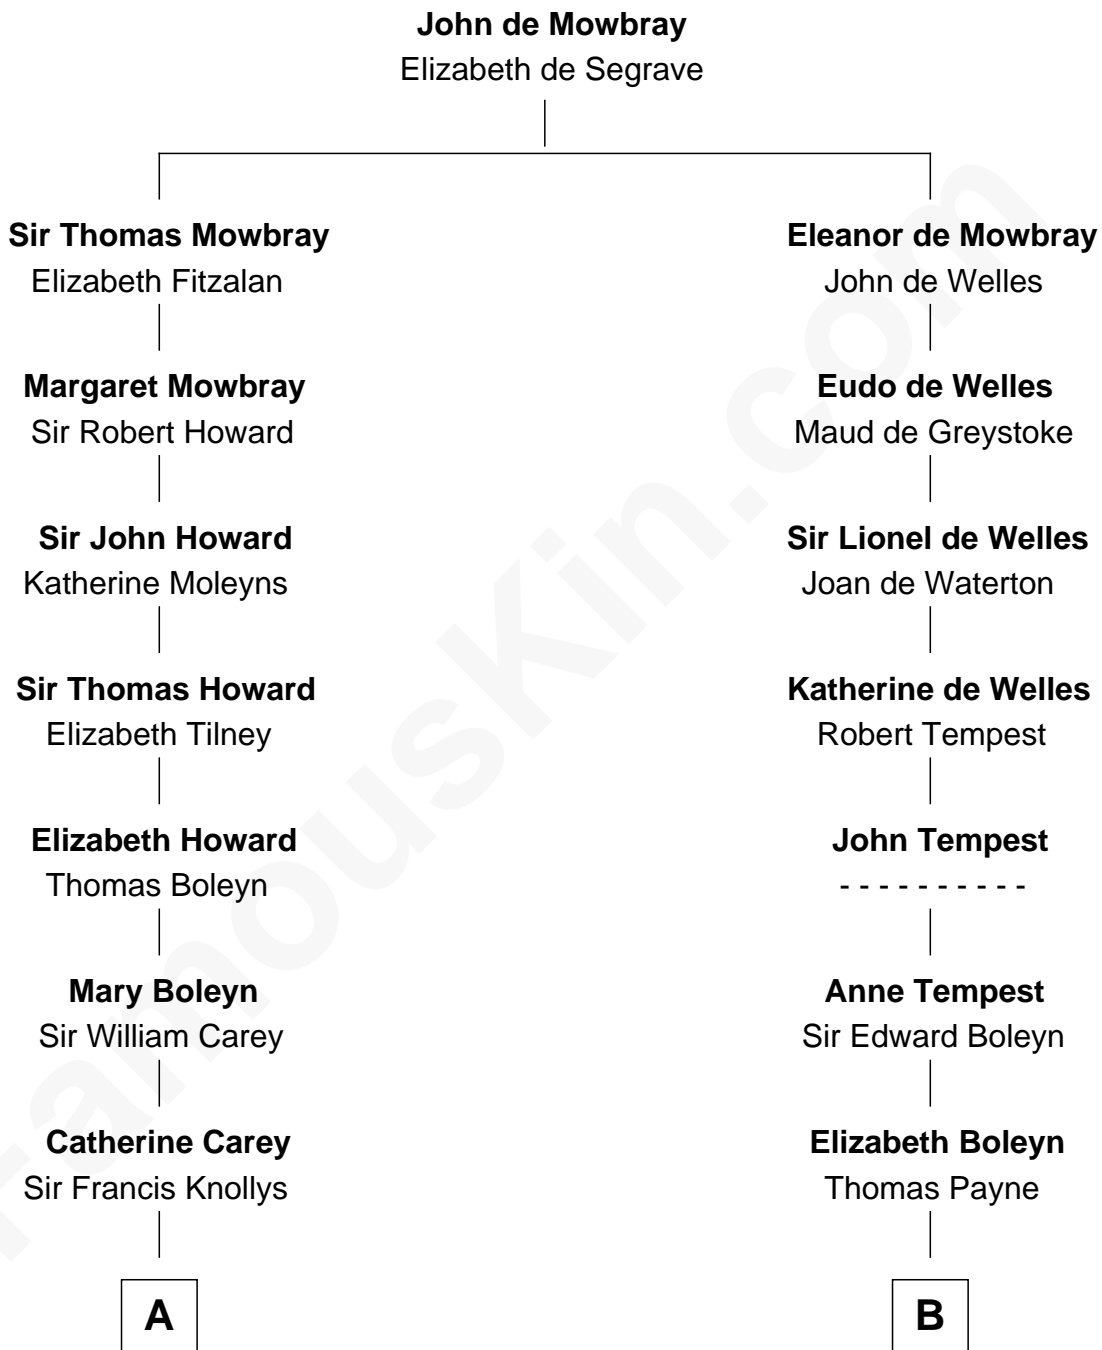 John de Mowbray
Elizabeth de Segrave
Sir Thomas Mowbray
Elizabeth Fitzalan
Margaret Mowbray
Sir Robert Howard
Sir John Howard
Katherine Moleyns
Sir Thomas Howard
Elizabeth Tilney
Elizabeth Howard
Thomas Boleyn
Mary Boleyn
Sir William Carey
Catherine Carey
Sir Francis Knollys
A
Eleanor de Mowbray
John de Welles
Eudo de Welles
Maud de Greystoke
Sir Lionel de Welles
Joan de Waterton
Katherine de Welles
Robert Tempest
John Tempest
- - - - - - - - - -
Anne Tempest
Sir Edward Boleyn
Elizabeth Boleyn
Thomas Payne
B
FamousKin.com